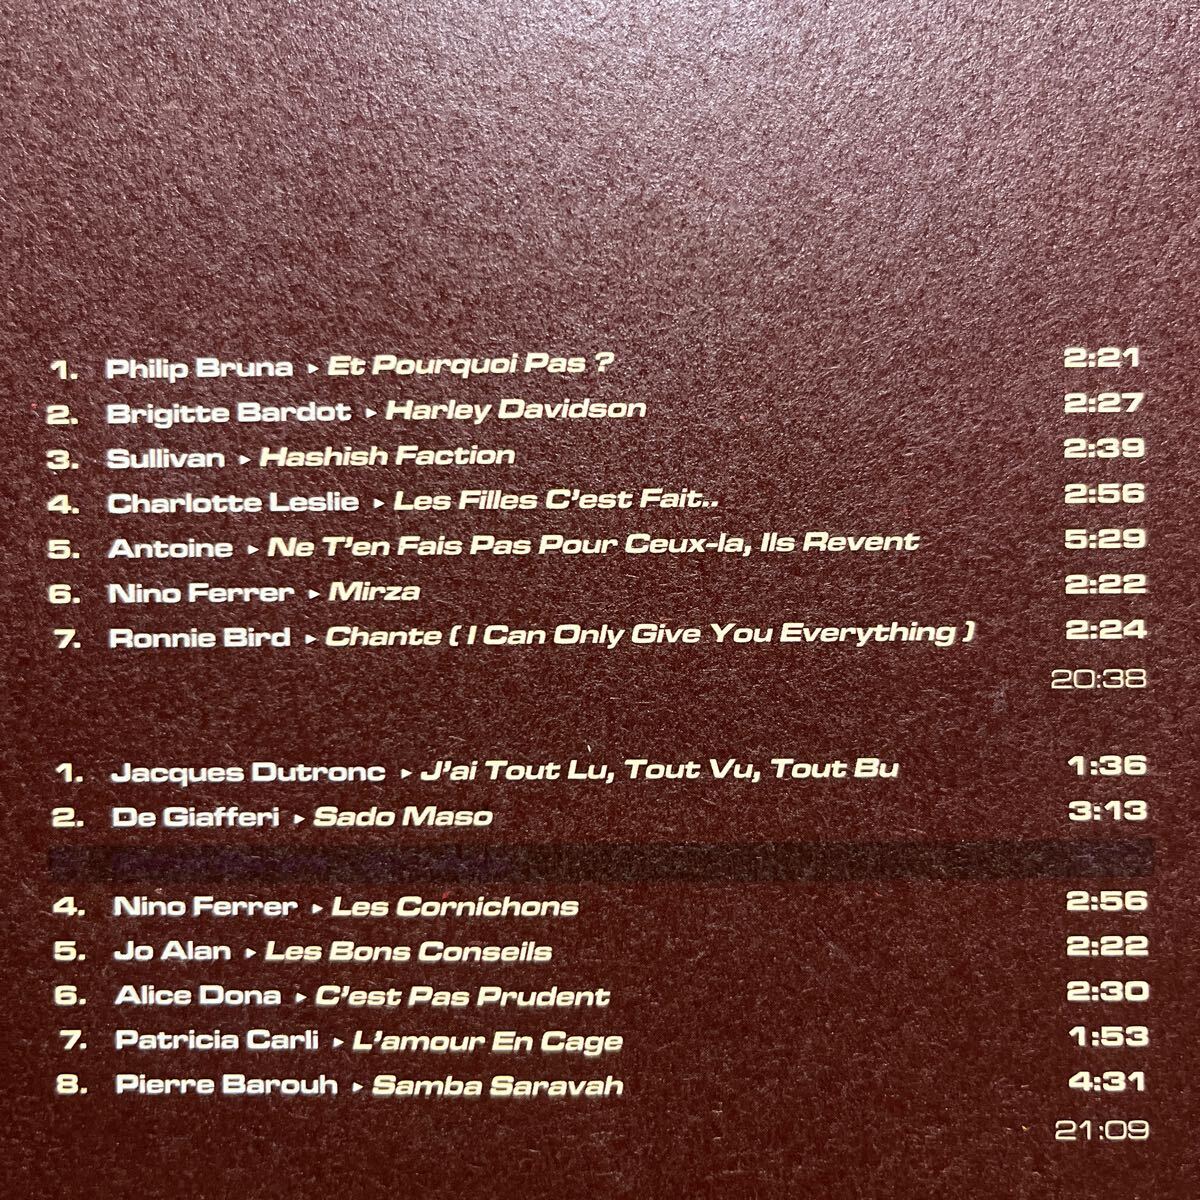 1. Philip Bruna ▸ Et Pourquoi Pas ? 2:21
2. Brigitte Bardot ▸ Harley Davidson 2:27
3. Sullivan ▸ Hashish Faction 2:39
4. Charlotte Leslie ▸ Les Filles C'est Fait.. 2:56
5. Antoine ▸ Ne T'en Fais Pas Pour Ceux-la, Ils Revent 5:29
6. Nino Ferrer ▸ Mirza 2:22
7. Ronnie Bird ▸ Chante ( I Can Only Give You Everything ) 2:24
20:38
1. Jacques Dutronc ▸ J'ai Tout Lu, Tout Vu, Tout Bu 1:36
2. De Giafferi ▸ Sado Maso 3:13
4. Nino Ferrer ▸ Les Cornichons 2:56
5. Jo Alan ▸ Les Bons Conseils 2:22
6. Alice Dona ▸ C'est Pas Prudent 2:30
7. Patricia Carli ▸ L'amour En Cage 1:53
8. Pierre Barouh ▸ Samba Saravah 4:31
21:09